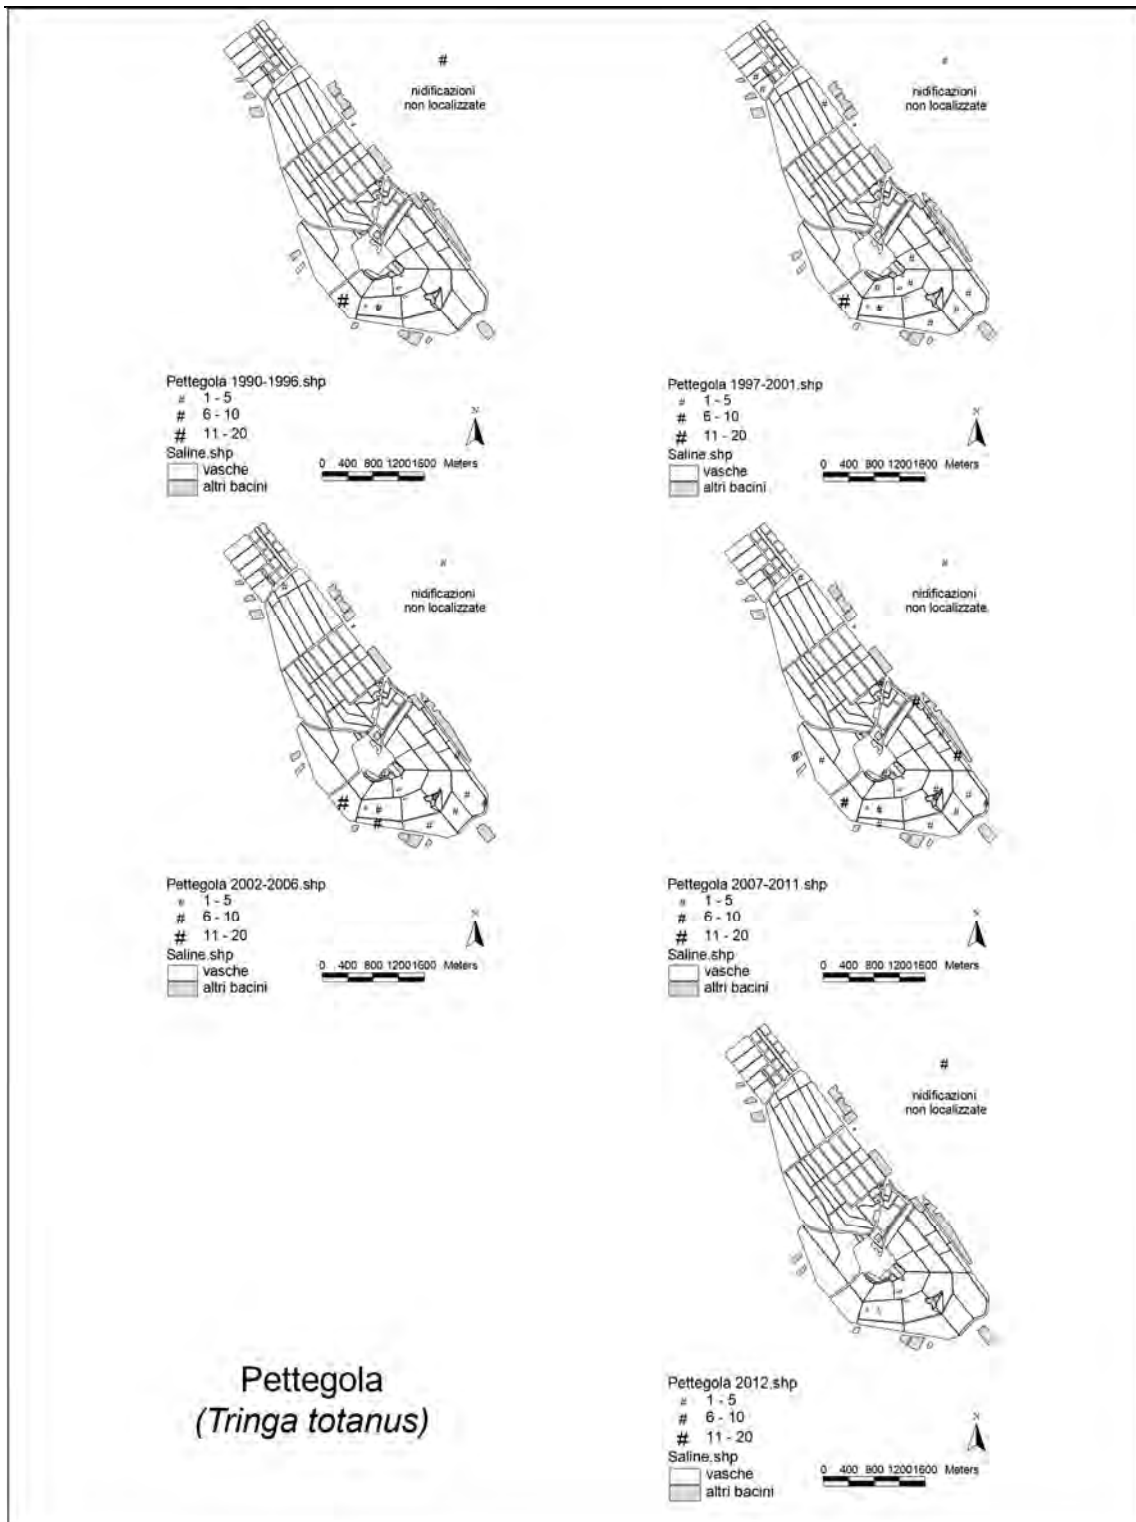 #
nidificazioni
non localizzate
Pettegola 1990-1996.shp
# 1 - 5
# 6 - 10
# 11 - 20
Saline.shp
vasche
altri bacini
N
0 400 800 1200 1600 Meters
#
nidificazioni
non localizzate
Pettegola 1997-2001.shp
# 1 - 5
# 6 - 10
# 11 - 20
Saline.shp
vasche
altri bacini
N
0 400 800 1200 1600 Meters
#
nidificazioni
non localizzate
Pettegola 2002-2006.shp
# 1 - 5
# 6 - 10
# 11 - 20
Saline.shp
vasche
altri bacini
N
0 400 800 1200 1600 Meters
#
nidificazioni
non localizzate
Pettegola 2007-2011.shp
# 1 - 5
# 6 - 10
# 11 - 20
Saline.shp
vasche
altri bacini
N
0 400 800 1200 1600 Meters
Pettegola
(Tringa totanus)
#
nidificazioni
non localizzate
Pettegola 2012.shp
# 1 - 5
# 6 - 10
# 11 - 20
Saline.shp
vasche
altri bacini
N
0 400 800 1200 1600 Meters